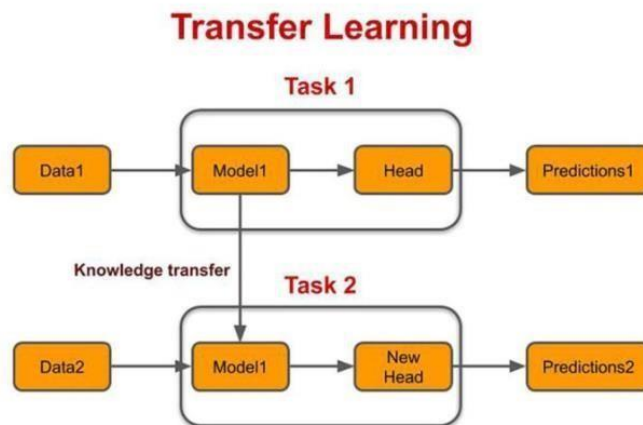 Transfer Learning
Task 1
Data1
Model1
Head
Predictions1
Knowledge transfer
Task 2
Data2
Model1
New
Head
Predictions2